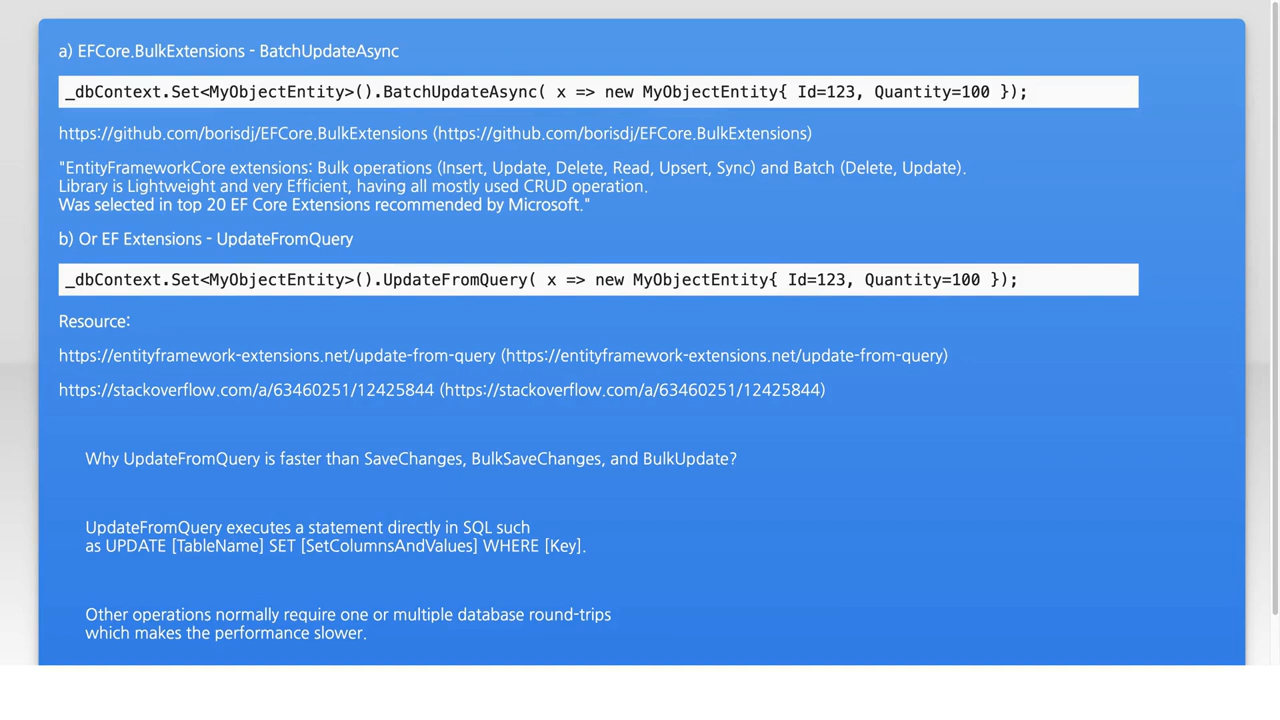 a) EFCore.BulkExtensions - BatchUpdateAsync
_dbContext.Set<MyObjectEntity>().BatchUpdateAsync( x => new MyObjectEntity{ Id=123, Quantity=100 });
https://github.com/borisdj/EFCore.BulkExtensions (https://github.com/borisdj/EFCore.BulkExtensions)
"EntityFrameworkCore extensions: Bulk operations (Insert, Update, Delete, Read, Upsert, Sync) and Batch (Delete, Update).
Library is Lightweight and very Efficient, having all mostly used CRUD operation.
Was selected in top 20 EF Core Extensions recommended by Microsoft."
b) Or EF Extensions - UpdateFromQuery
_dbContext.Set<MyObjectEntity>().UpdateFromQuery( x => new MyObjectEntity{ Id=123, Quantity=100 });
Resource:
https://entityframework-extensions.net/update-from-query (https://entityframework-extensions.net/update-from-query)
https://stackoverflow.com/a/63460251/12425844 (https://stackoverflow.com/a/63460251/12425844)
Why UpdateFromQuery is faster than SaveChanges, BulkSaveChanges, and BulkUpdate?
UpdateFromQuery executes a statement directly in SQL such
as UPDATE [TableName] SET [SetColumnsAndValues] WHERE [Key].
Other operations normally require one or multiple database round-trips
which makes the performance slower.